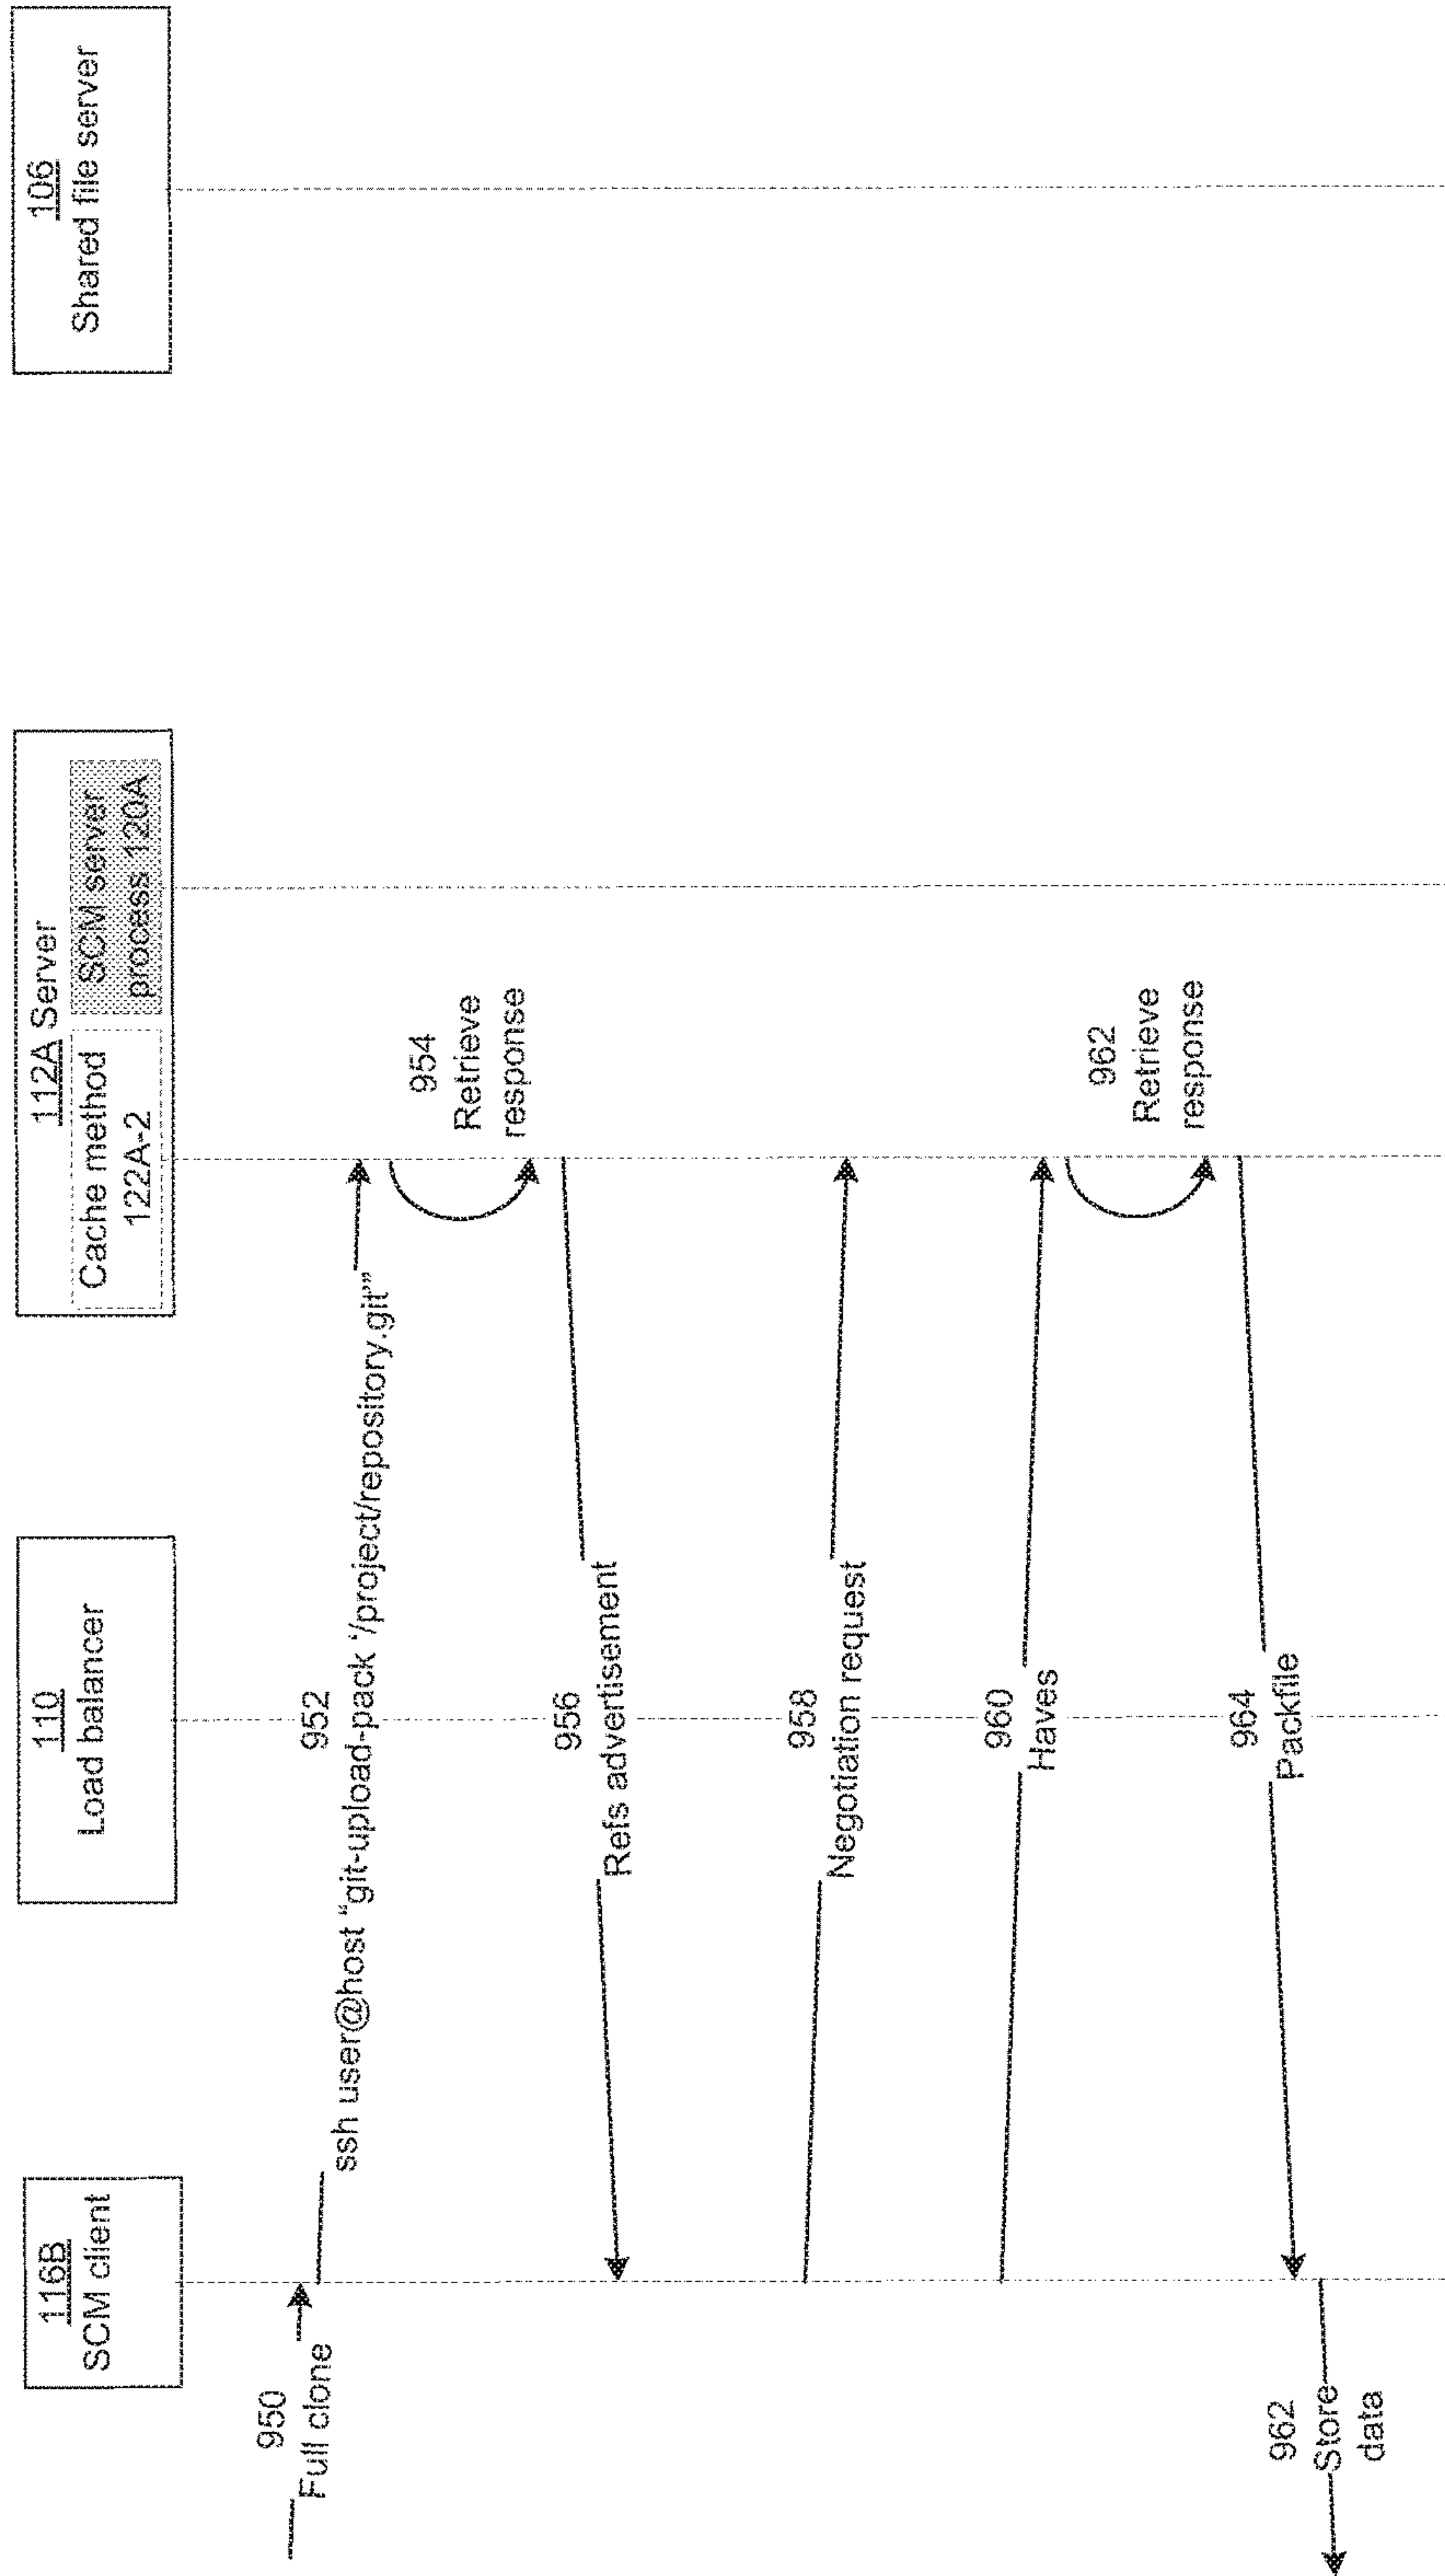 116B
SCM client
110
Load balancer
112A Server
Cache method
122A-2
SCM server
process 120A
106
Shared file server
950
Full clone
952
ssh user@host “git-upload-pack ‘/project/repository.git’”
954
Retrieve
response
956
Refs advertisement
958
Negotiation request
960
Haves
962
Retrieve
response
964
Packfile
962
Store
data